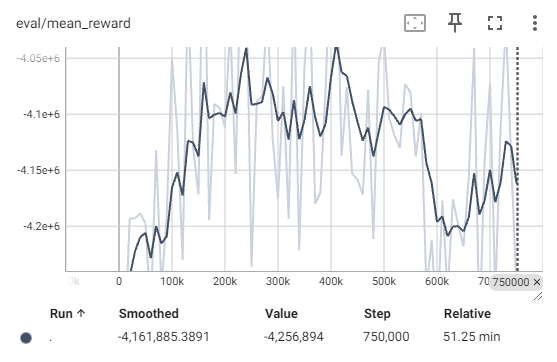 eval/mean_reward
-4.05e+6
-4.1e+6
-4.15e+6
-4.2e+6
0k 0 100k 200k 300k 400k 500k 600k 70 750000 ×
Run ↑ Smoothed Value Step Relative
. -4,161,885.3891 -4,256,894 750,000 51.25 min